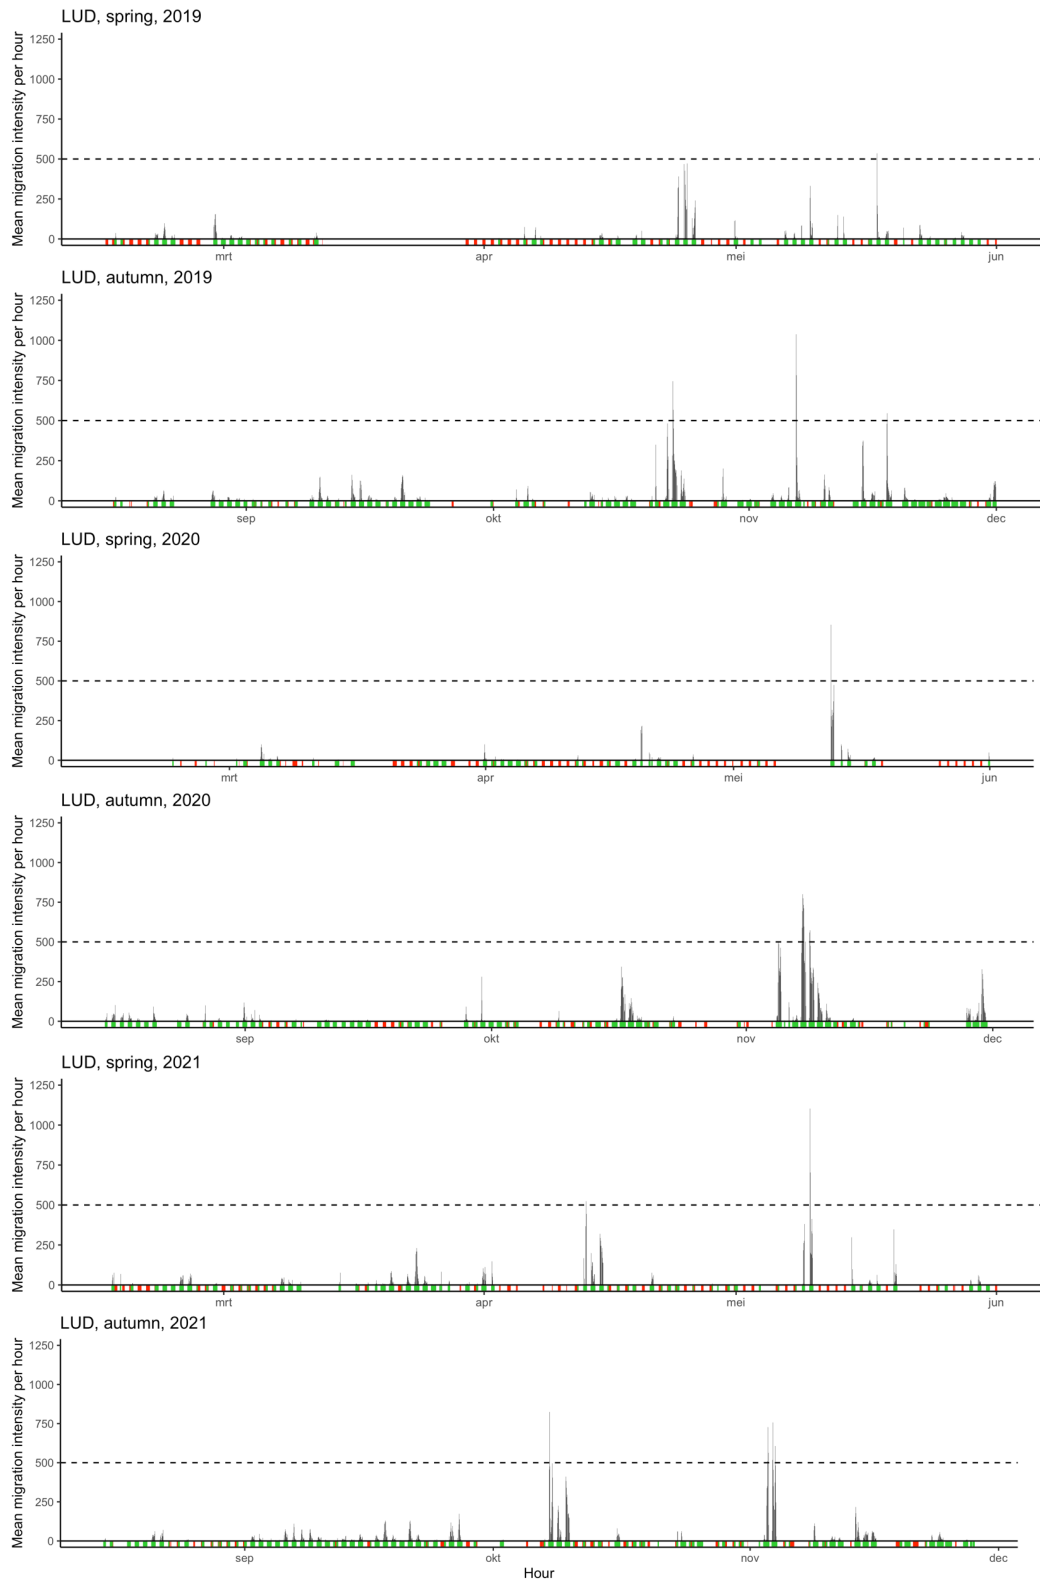 LUD, spring, 2019
Mean migration intensity per hour
1250
1000
750
500
250
0
mrt apr mei jun
LUD, autumn, 2019
Mean migration intensity per hour
1250
1000
750
500
250
0
sep okt nov dec
LUD, spring, 2020
Mean migration intensity per hour
1250
1000
750
500
250
0
mrt apr mei jun
LUD, autumn, 2020
Mean migration intensity per hour
1250
1000
750
500
250
0
sep okt nov dec
LUD, spring, 2021
Mean migration intensity per hour
1250
1000
750
500
250
0
mrt apr mei jun
LUD, autumn, 2021
Mean migration intensity per hour
1250
1000
750
500
250
0
sep okt nov dec
Hour